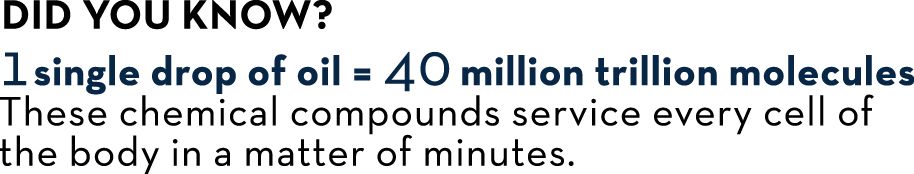 DID YOU KNOW?
1 single drop of oil = 40 million trillion molecules
These chemical compounds service every cell of
the body in a matter of minutes.